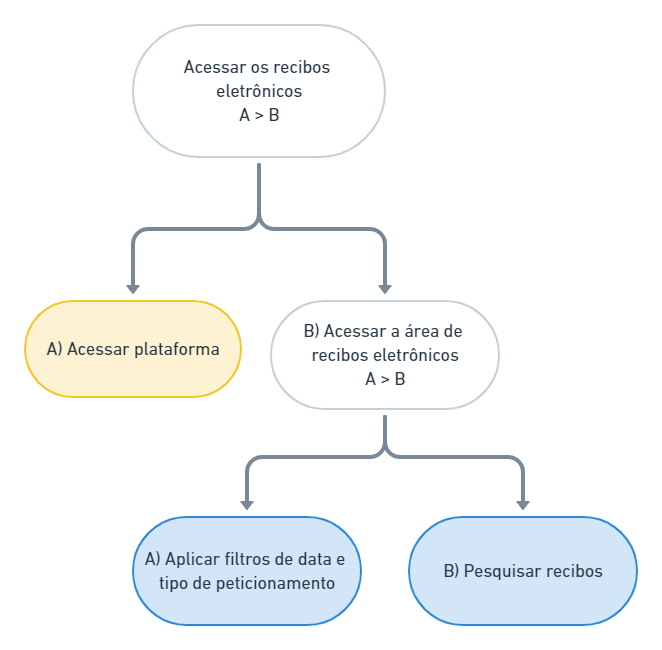 Acessar os recibos
eletrônicos
A > B
A) Acessar plataforma
B) Acessar a área de
recibos eletrônicos
A > B
A) Aplicar filtros de data e
tipo de peticionamento
B) Pesquisar recibos